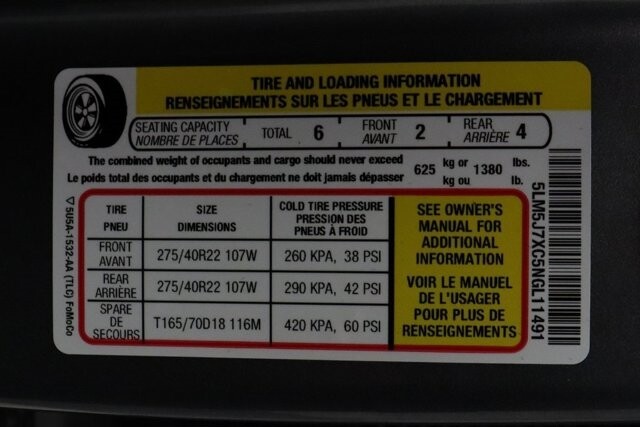 TIRE AND LOADING INFORMATION
RENSEIGNEMENTS SUR LES PNEUS ET LE CHARGEMENT
SEATING CAPACITY
NOMBRE DE PLACES
TOTAL 6
FRONT
AVANT 2
REAR
ARRIÈRE 4
The combined weight of occupants and cargo should never exceed 625 kg or 1380 lbs.
Le poids total des occupants et du chargement ne doit jamais dépasser kg ou lb.
TIRE
PNEU
SIZE
DIMENSIONS
COLD TIRE PRESSURE
PRESSION DES
PNEUS À FROID
FRONT
AVANT
275/40R22 107W
260 KPA, 38 PSI
REAR
ARRIÈRE
275/40R22 107W
290 KPA, 42 PSI
SPARE
DE
SECOURS
T165/70D18 116M
420 KPA, 60 PSI
SEE OWNER'S
MANUAL FOR
ADDITIONAL
INFORMATION
VOIR LE MANUEL
DE L'USAGER
POUR PLUS DE
RENSEIGNEMENTS
5LM5J7XC5NGL11491
5U5A-1532-AA (TLC) FoMoCo